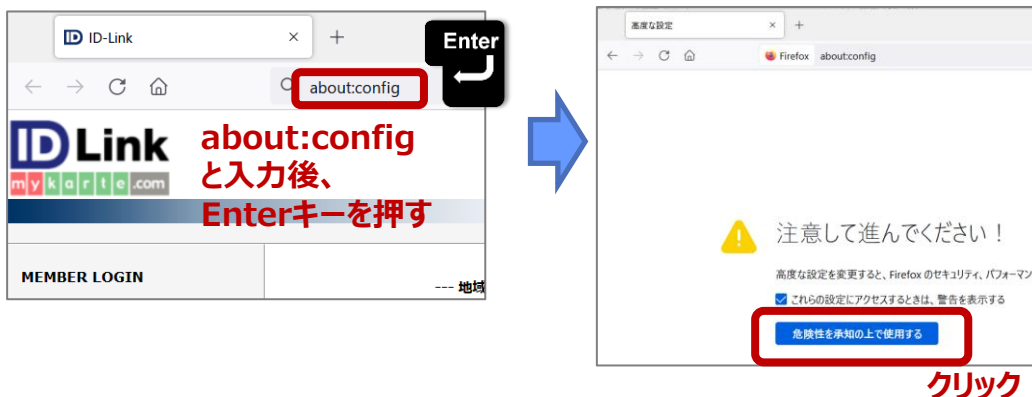 ID-Link
Enter
about:config
IDLink
mykarte.com
about:config
と入力後、
Enterキーを押す
MEMBER LOGIN
--- 地域
高度な設定
Firefox about:config
注意して進んでください！
高度な設定を変更すると、Firefox のセキュリティ、パフォーマン
これらの設定にアクセスするときは、警告を表示する
危険性を承知の上で使用する
クリック